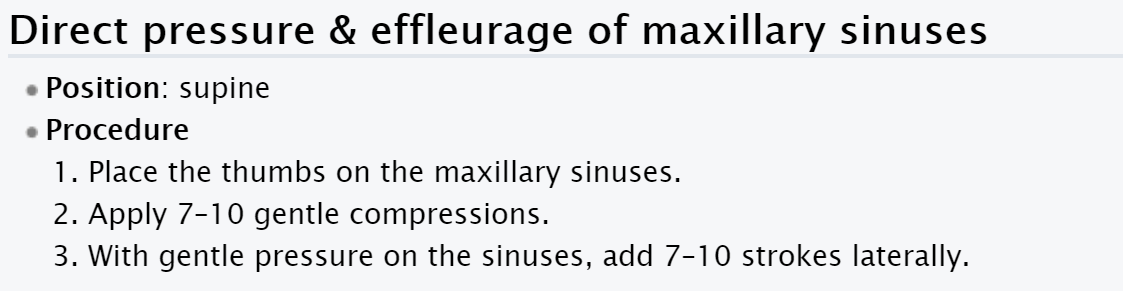 Direct pressure & effleurage of maxillary sinuses
Position: supine
Procedure
1. Place the thumbs on the maxillary sinuses.
2. Apply 7–10 gentle compressions.
3. With gentle pressure on the sinuses, add 7–10 strokes laterally.